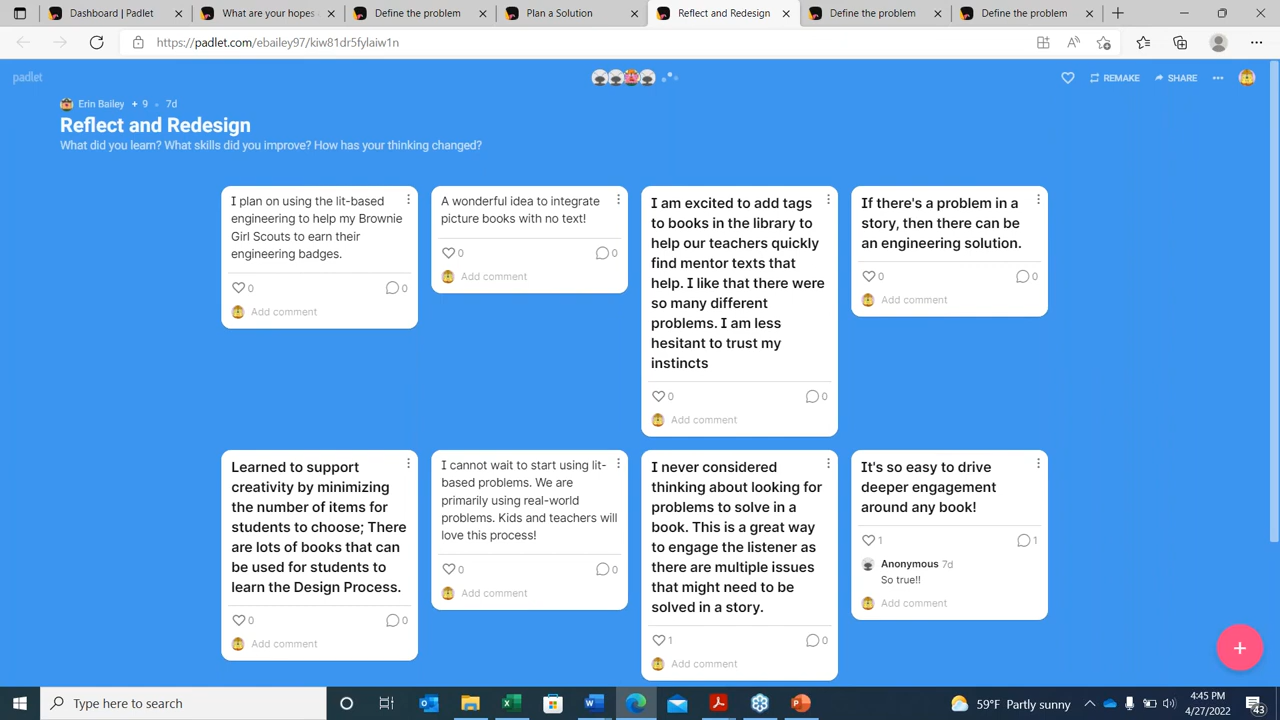 Dashboard | Padlet
What are your hopes
Define the problem
Plan a Solution
Reflect and Redesign
Define the problem
Define the problem
https://padlet.com/ebailey97/kiw81dr5fylaiw1n
padlet
REMAKE
SHARE
Erin Bailey + 9 • 7d
Reflect and Redesign
What did you learn? What skills did you improve? How has your thinking changed?
I plan on using the lit-based
engineering to help my Brownie
Girl Scouts to earn their
engineering badges.
0
0
Add comment
A wonderful idea to integrate
picture books with no text!
0
0
Add comment
I am excited to add tags
to books in the library to
help our teachers quickly
find mentor texts that
help. I like that there were
so many different
problems. I am less
hesitant to trust my
instincts
0
0
Add comment
If there's a problem in a
story, then there can be
an engineering solution.
0
0
Add comment
Learned to support
creativity by minimizing
the number of items for
students to choose; There
are lots of books that can
be used for students to
learn the Design Process.
0
0
Add comment
I cannot wait to start using lit-
based problems. We are
primarily using real-world
problems. Kids and teachers will
love this process!
0
0
Add comment
I never considered
thinking about looking for
problems to solve in a
book. This is a great way
to engage the listener as
there are multiple issues
that might need to be
solved in a story.
1
0
Add comment
It's so easy to drive
deeper engagement
around any book!
1
1
Anonymous 7d
So true!!
Add comment
Type here to search
59°F Partly sunny
4:45 PM
4/27/2022
43